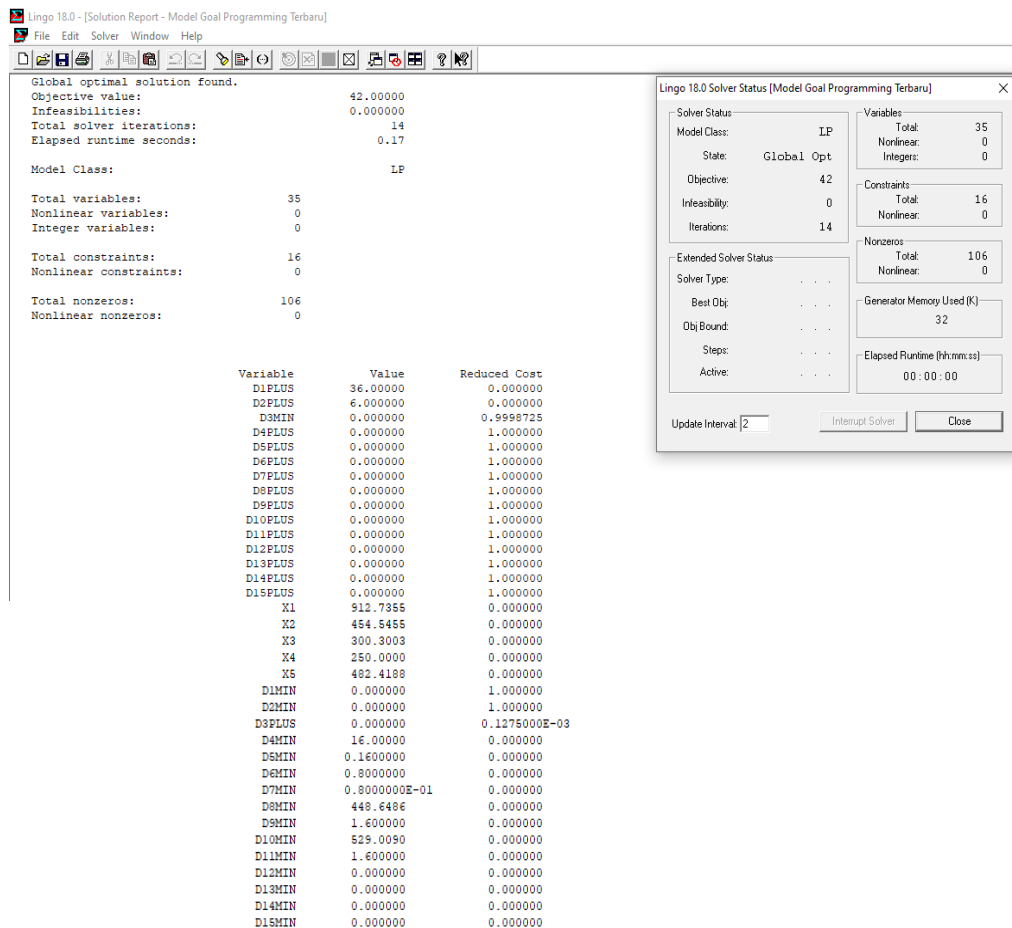 Lingo 18.0 - [Solution Report - Model Goal Programming Terbaru]
File Edit Solver Window Help
Global optimal solution found.
Objective value: 42.00000
Infeasibilities: 0.000000
Total solver iterations: 14
Elapsed runtime seconds: 0.17
Model Class: LP
Total variables: 35
Nonlinear variables: 0
Integer variables: 0
Total constraints: 16
Nonlinear constraints: 0
Total nonzeros: 106
Nonlinear nonzeros: 0
Variable Value Reduced Cost
D1PLUS 36.00000 0.000000
D2PLUS 6.000000 0.000000
D3MIN 0.000000 0.9998725
D4PLUS 0.000000 1.000000
D5PLUS 0.000000 1.000000
D6PLUS 0.000000 1.000000
D7PLUS 0.000000 1.000000
D8PLUS 0.000000 1.000000
D9PLUS 0.000000 1.000000
D10PLUS 0.000000 1.000000
D11PLUS 0.000000 1.000000
D12PLUS 0.000000 1.000000
D13PLUS 0.000000 1.000000
D14PLUS 0.000000 1.000000
D15PLUS 0.000000 1.000000
X1 912.7355 0.000000
X2 454.5455 0.000000
X3 300.3003 0.000000
X4 250.0000 0.000000
X5 482.4188 0.000000
D1MIN 0.000000 1.000000
D2MIN 0.000000 1.000000
D3PLUS 0.000000 0.1275000E-03
D4MIN 16.00000 0.000000
D5MIN 0.1600000 0.000000
D6MIN 0.8000000 0.000000
D7MIN 0.8000000E-01 0.000000
D8MIN 448.6486 0.000000
D9MIN 1.600000 0.000000
D10MIN 529.0090 0.000000
D11MIN 1.600000 0.000000
D12MIN 0.000000 0.000000
D13MIN 0.000000 0.000000
D14MIN 0.000000 0.000000
D15MIN 0.000000 0.000000
Lingo 18.0 Solver Status [Model Goal Programming Terbaru]
Solver Status
Model Class: LP
State: Global Opt
Objective: 42
Infeasibility: 0
Iterations: 14
Extended Solver Status
Solver Type: . . .
Best Obj: . . .
Obj Bound: . . .
Steps: . . .
Active: . . .
Variables
Total: 35
Nonlinear: 0
Integers: 0
Constraints
Total: 16
Nonlinear: 0
Nonzeros
Total: 106
Nonlinear: 0
Generator Memory Used (K)
32
Elapsed Runtime (hh:mm:ss)
00:00:00
Update Interval: 2
Interrupt Solver
Close